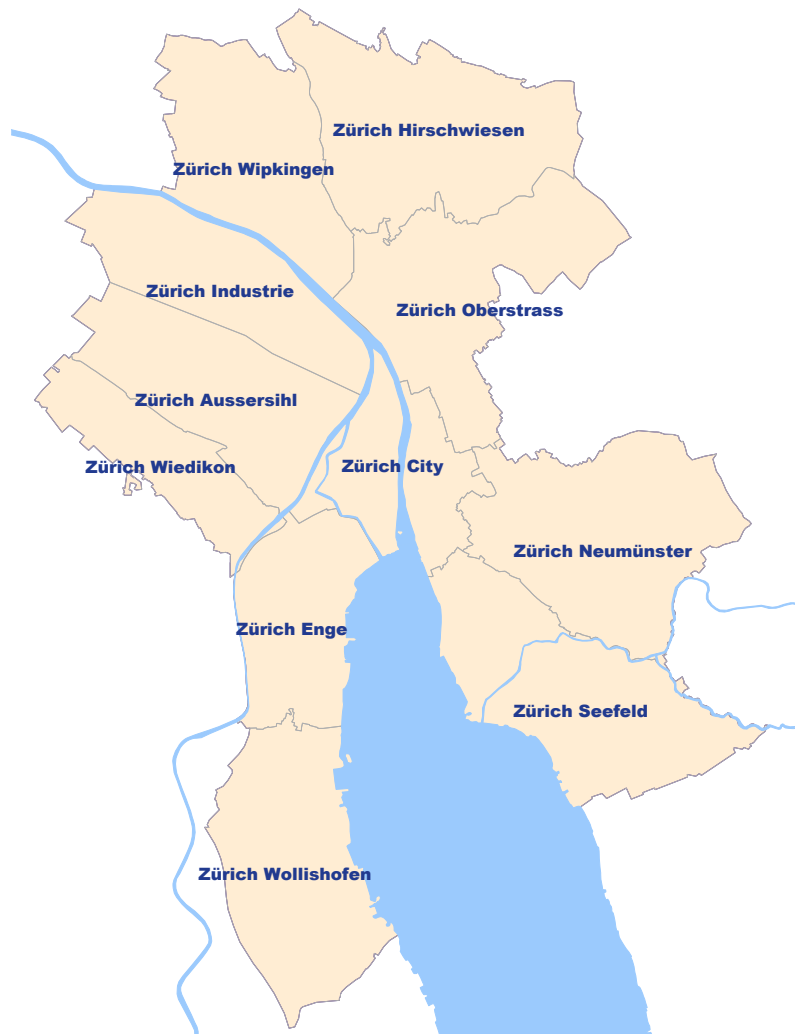 Zürich Hirschwiesen
Zürich Wipkingen
Zürich Industrie
Zürich Oberstrass
Zürich Aussersihl
Zürich Wiedikon
Zürich City
Zürich Neumünster
Zürich Enge
Zürich Seefeld
Zürich Wollishofen